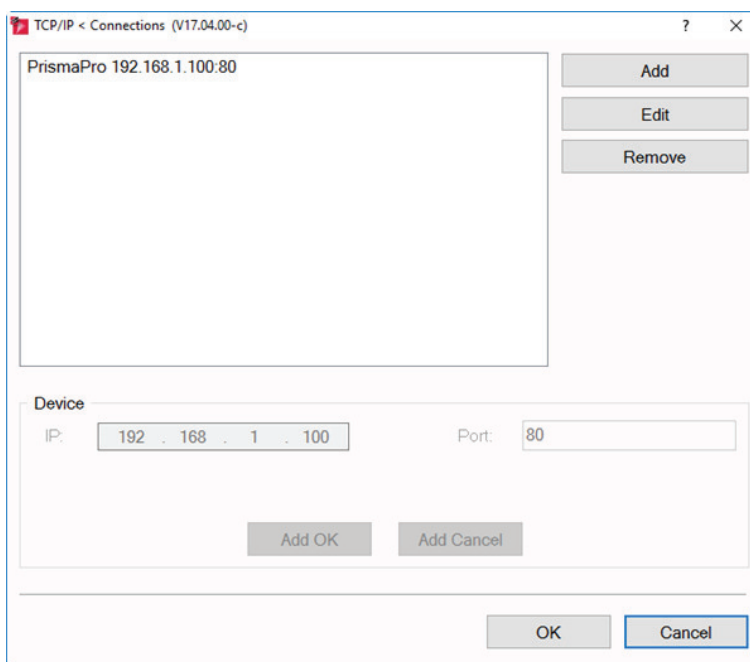 TCP/IP < Connections (V17.04.00-c)
?
PrismaPro 192.168.1.100:80
Add
Edit
Remove
Device
IP: 192 . 168 . 1 . 100 Port: 80
Add OK Add Cancel
OK Cancel